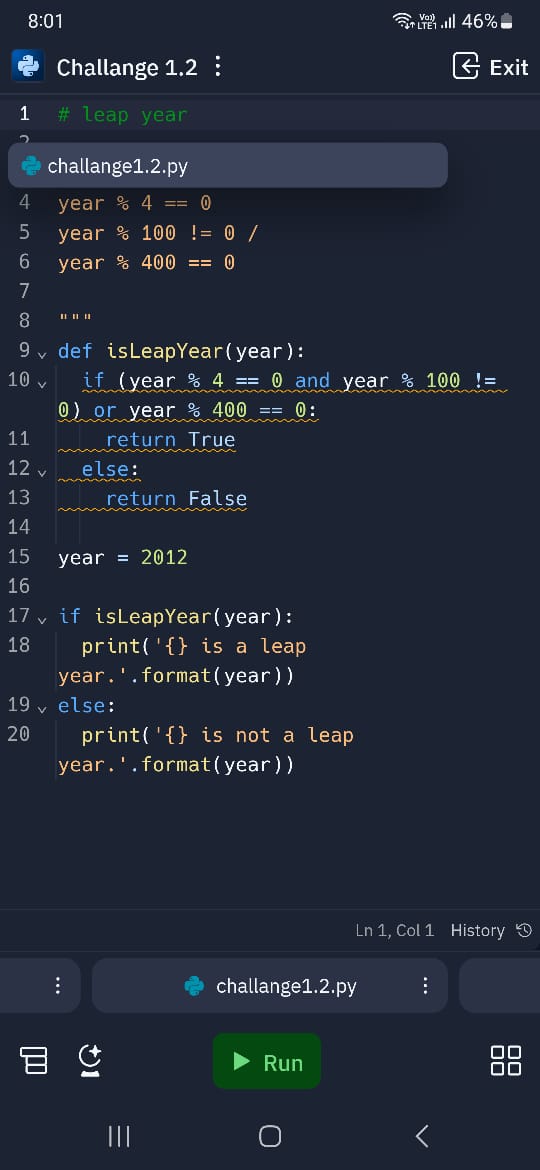 8:01
Vo)) LTE1 46%
Challange 1.2
Exit
1 # leap year
2
challange1.2.py
4 year % 4 == 0
5 year % 100 != 0 /
6 year % 400 == 0
7
8 """
9 def isLeapYear(year):
10 if (year % 4 == 0 and year % 100 !=
0) or year % 400 == 0:
11 return True
12 else:
13 return False
14
15 year = 2012
16
17 if isLeapYear(year):
18 print('{} is a leap
year.'.format(year))
19 else:
20 print('{} is not a leap
year.'.format(year))
Ln 1, Col 1 History
challange1.2.py
Run